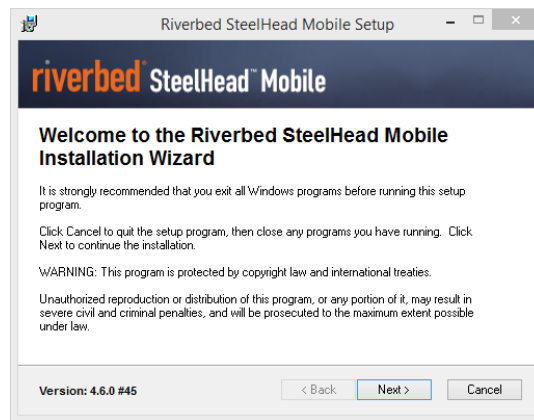 Riverbed SteelHead Mobile Setup
riverbed® SteelHead™ Mobile
Welcome to the Riverbed SteelHead Mobile
Installation Wizard
It is strongly recommended that you exit all Windows programs before running this setup
program.
Click Cancel to quit the setup program, then close any programs you have running. Click
Next to continue the installation.
WARNING: This program is protected by copyright law and international treaties.
Unauthorized reproduction or distribution of this program, or any portion of it, may result in
severe civil and criminal penalties, and will be prosecuted to the maximum extent possible
under law.
Version: 4.6.0 #45
< Back Next > Cancel